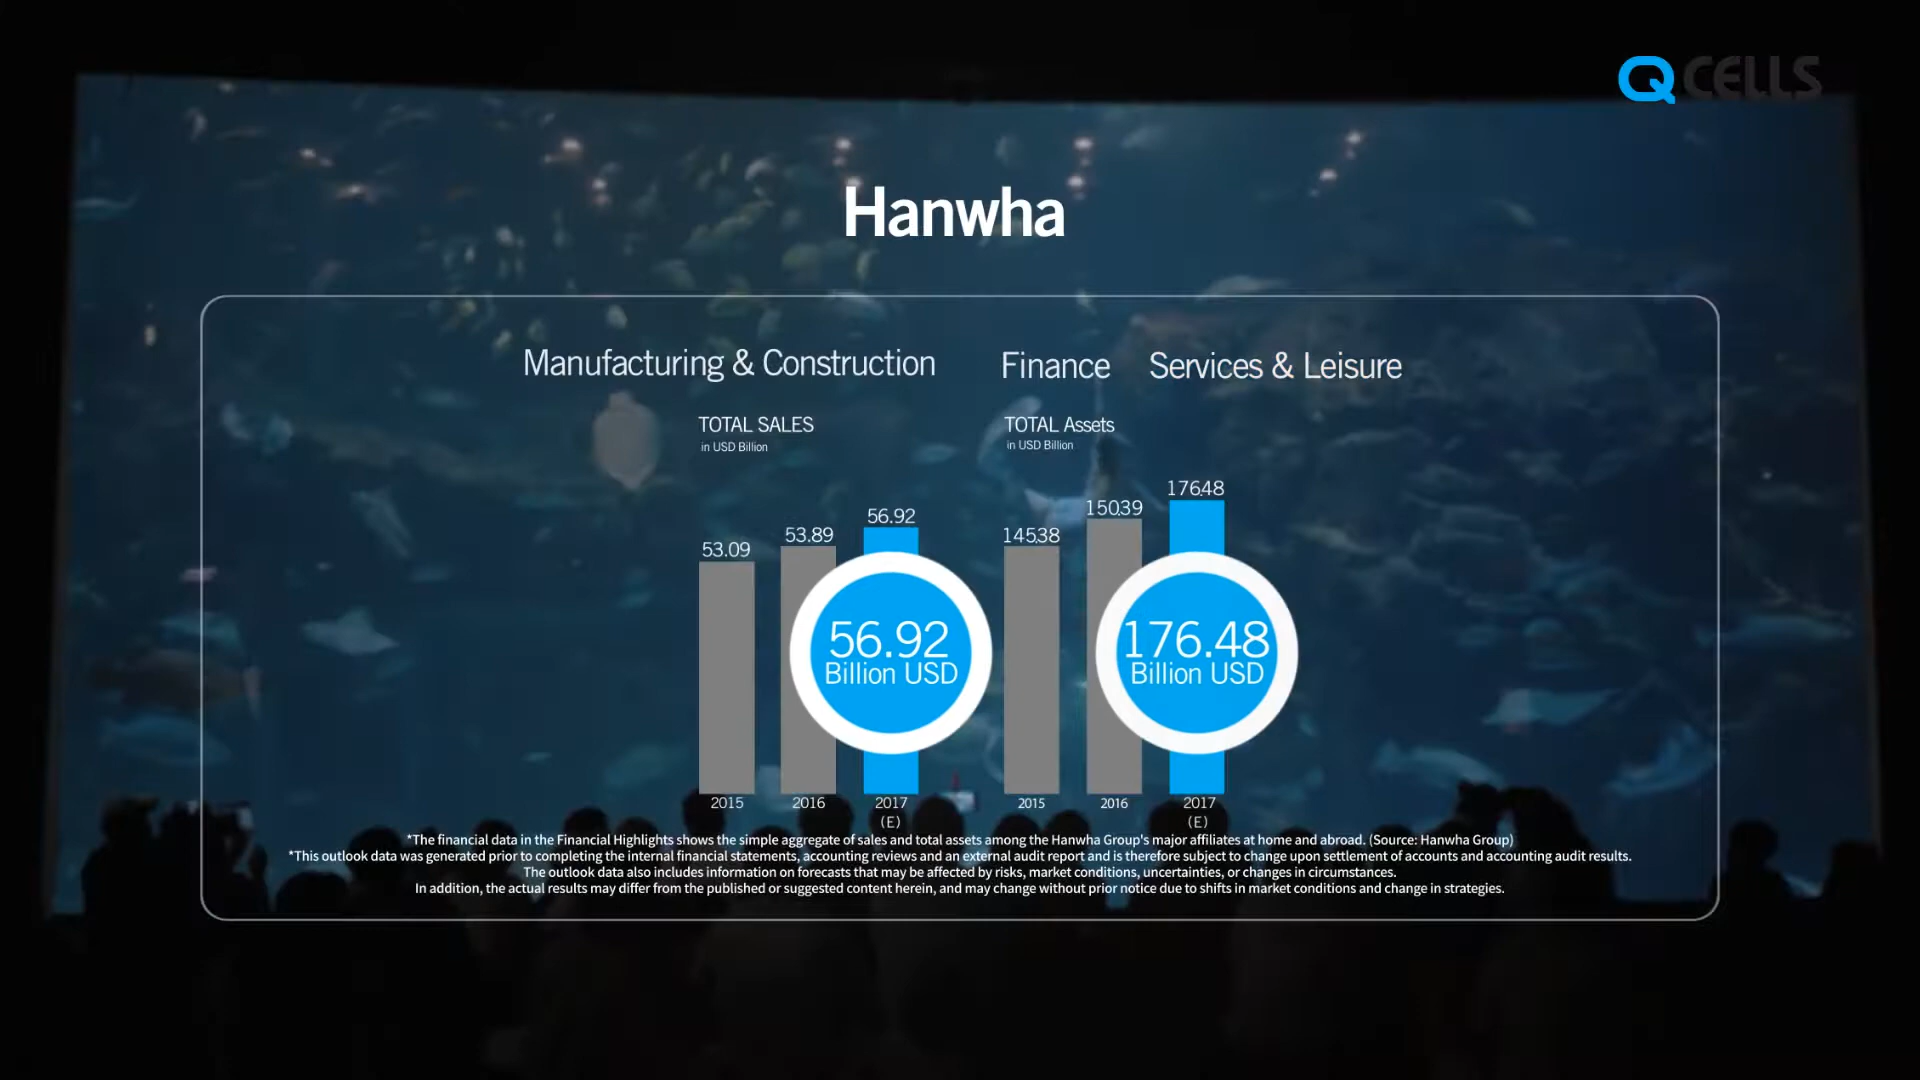 Q CELLS
Hanwha
Manufacturing & Construction Finance Services & Leisure
TOTAL SALES
in USD Billion
53.09
53.89
56.92
56.92
Billion USD
2015
2016
2017
(E)
TOTAL Assets
in USD Billion
145.38
150.39
176.48
176.48
Billion USD
2015
2016
2017
(E)
*The financial data in the Financial Highlights shows the simple aggregate of sales and total assets among the Hanwha Group's major affiliates at home and abroad. (Source: Hanwha Group)
*This outlook data was generated prior to completing the internal financial statements, accounting reviews and an external audit report and is therefore subject to change upon settlement of accounts and accounting audit results.
The outlook data also includes information on forecasts that may be affected by risks, market conditions, uncertainties, or changes in circumstances.
In addition, the actual results may differ from the published or suggested content herein, and may change without prior notice due to shifts in market conditions and change in strategies.